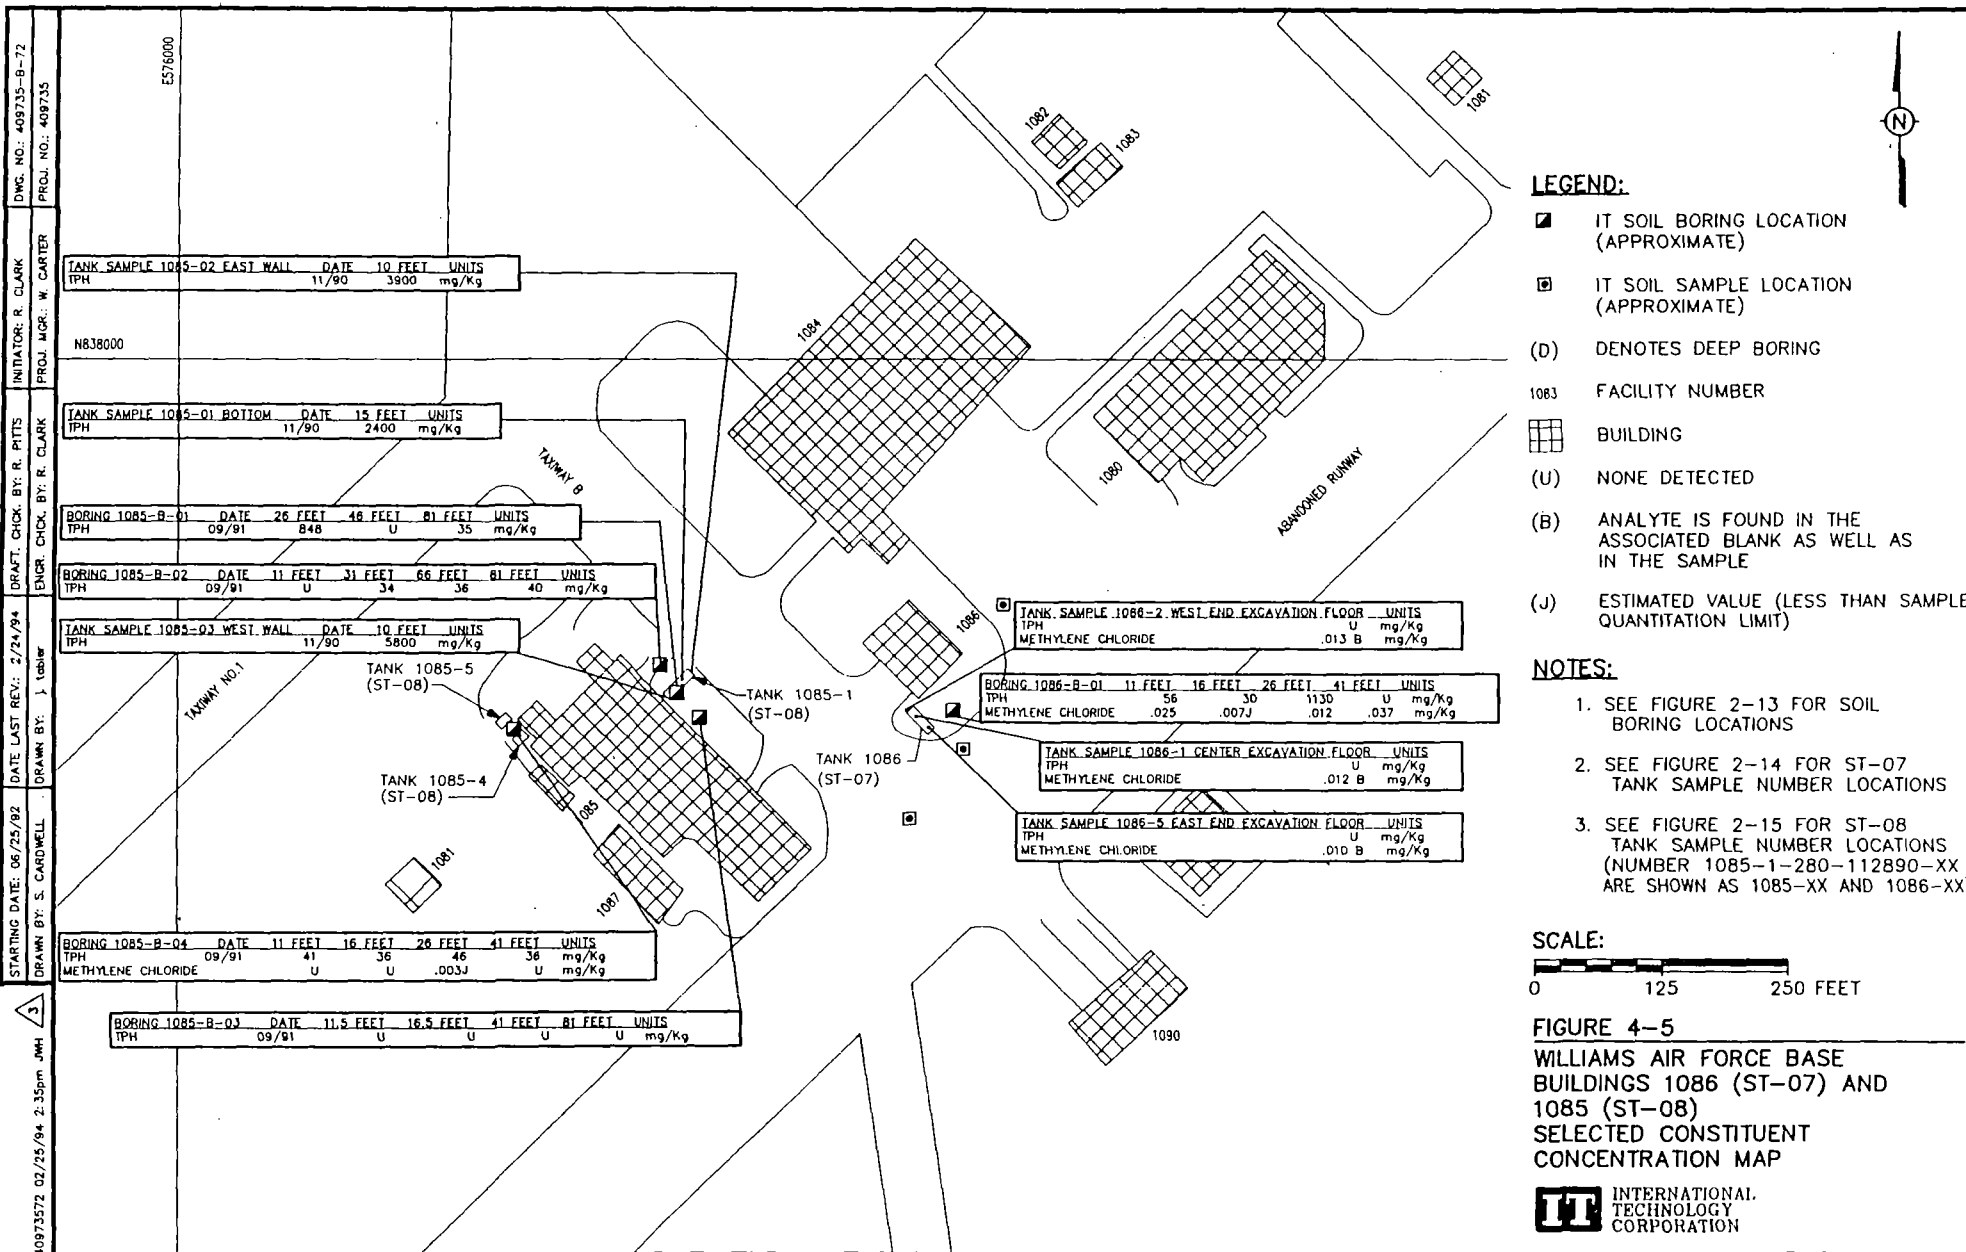 DWG. NO.: 409735-B-72
PROJ. NO.: 409735
INITIATOR: R. CLARK
PROJ. MGR.: W. CARTER
DRAFT. CHCK. BY: R. PITTS
ENGR. CHCK. BY: R. CLARK
DATE LAST REV.: 2/24/94
DRAWN BY:
STARTING DATE: 06/25/92
DRAWN BY: S. CARDWELL
3
40973572 02/25/94 2:35pm JWH
E576000
N838000
TANK SAMPLE 1085-02 EAST WALL DATE 10 FEET UNITS
TPH 11/90 3900 mg/Kg
TANK SAMPLE 1085-01 BOTTOM DATE 15 FEET UNITS
TPH 11/90 2400 mg/Kg
BORING 1085-B-01 DATE 26 FEET 46 FEET 81 FEET UNITS
TPH 09/91 848 U 35 mg/Kg
BORING 1085-B-02 DATE 11 FEET 31 FEET 66 FEET 81 FEET UNITS
TPH 09/91 U 34 36 40 mg/Kg
TANK SAMPLE 1085-03 WEST WALL DATE 10 FEET UNITS
TPH 11/90 5800 mg/Kg
TANK 1085-5
(ST-08)
TANK 1085-4
(ST-08)
TANK 1085-1
(ST-08)
TANK 1086
(ST-07)
TAXIWAY NO.1
TAXIWAY B
ABANDONED RUNWAY
1081
1082
1083
1084
1080
1086
085
1087
1081
1090
TANK SAMPLE 1086-2 WEST END EXCAVATION FLOOR UNITS
TPH U mg/Kg
METHYLENE CHLORIDE .013 B mg/Kg
BORING 1086-B-01 11 FEET 16 FEET 26 FEET 41 FEET UNITS
TPH 56 30 1130 U mg/Kg
METHYLENE CHLORIDE .025 .007J .012 .037 mg/Kg
TANK SAMPLE 1086-1 CENTER EXCAVATION FLOOR UNITS
TPH U mg/Kg
METHYLENE CHLORIDE .012 B mg/Kg
TANK SAMPLE 1086-5 EAST END EXCAVATION FLOOR UNITS
TPH U mg/Kg
METHYLENE CHLORIDE .010 B mg/Kg
BORING 1085-B-04 DATE 11 FEET 16 FEET 26 FEET 41 FEET UNITS
TPH 09/91 41 36 46 36 mg/Kg
METHYLENE CHLORIDE U U .003J U mg/Kg
BORING 1085-B-03 DATE 11.5 FEET 16.5 FEET 41 FEET 81 FEET UNITS
TPH 09/91 U U U U mg/Kg
N
LEGEND:
IT SOIL BORING LOCATION
(APPROXIMATE)
IT SOIL SAMPLE LOCATION
(APPROXIMATE)
(D) DENOTES DEEP BORING
1083 FACILITY NUMBER
BUILDING
(U) NONE DETECTED
(B) ANALYTE IS FOUND IN THE
ASSOCIATED BLANK AS WELL AS
IN THE SAMPLE
(J) ESTIMATED VALUE (LESS THAN SAMPLE
QUANTITATION LIMIT)
NOTES:
1. SEE FIGURE 2-13 FOR SOIL
BORING LOCATIONS
2. SEE FIGURE 2-14 FOR ST-07
TANK SAMPLE NUMBER LOCATIONS
3. SEE FIGURE 2-15 FOR ST-08
TANK SAMPLE NUMBER LOCATIONS
(NUMBER 1085-1-280-112890-XX
ARE SHOWN AS 1085-XX AND 1086-XX
SCALE:
0 125 250 FEET
FIGURE 4-5
WILLIAMS AIR FORCE BASE
BUILDINGS 1086 (ST-07) AND
1085 (ST-08)
SELECTED CONSTITUENT
CONCENTRATION MAP
IT INTERNATIONAL
TECHNOLOGY
CORPORATION